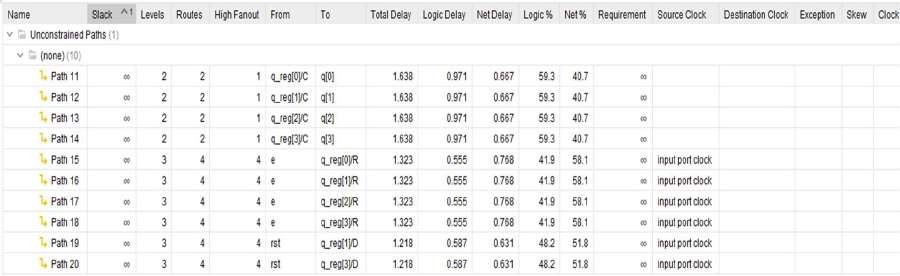 Name Slack ^1 Levels Routes High Fanout From To Total Delay Logic Delay Net Delay Logic % Net % Requirement Source Clock Destination Clock Exception Skew Clock
Unconstrained Paths (1)
(none) (10)
Path 11 ∞ 2 2 1 q_reg[0]/C q[0] 1.638 0.971 0.667 59.3 40.7 ∞
Path 12 ∞ 2 2 1 q_reg[1]/C q[1] 1.638 0.971 0.667 59.3 40.7 ∞
Path 13 ∞ 2 2 1 q_reg[2]/C q[2] 1.638 0.971 0.667 59.3 40.7 ∞
Path 14 ∞ 2 2 1 q_reg[3]/C q[3] 1.638 0.971 0.667 59.3 40.7 ∞
Path 15 ∞ 3 4 4 e q_reg[0]/R 1.323 0.555 0.768 41.9 58.1 ∞ input port clock
Path 16 ∞ 3 4 4 e q_reg[1]/R 1.323 0.555 0.768 41.9 58.1 ∞ input port clock
Path 17 ∞ 3 4 4 e q_reg[2]/R 1.323 0.555 0.768 41.9 58.1 ∞ input port clock
Path 18 ∞ 3 4 4 e q_reg[3]/R 1.323 0.555 0.768 41.9 58.1 ∞ input port clock
Path 19 ∞ 3 4 4 rst q_reg[1]/D 1.218 0.587 0.631 48.2 51.8 ∞ input port clock
Path 20 ∞ 3 4 4 rst q_reg[3]/D 1.218 0.587 0.631 48.2 51.8 ∞ input port clock